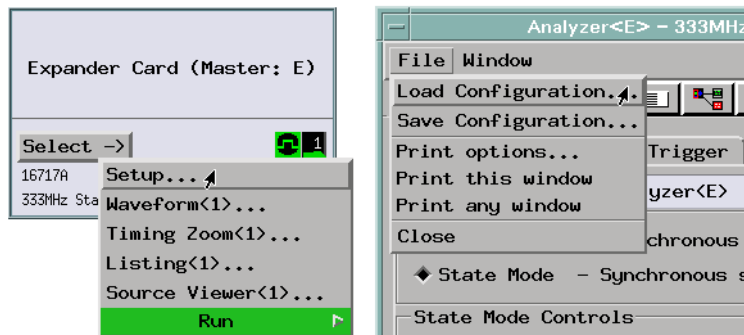 Expander Card (Master: E)
Select ->
1
16717A
333MHz Sta
Setup...
Waveform<1>...
Timing Zoom<1>...
Listing<1>...
Source Viewer<1>...
Run
Analyzer<E> - 333MHz
File Window
Load Configuration...
Save Configuration...
Print options...
Print this window
Print any window
Close
Trigger
yzer<E>
chronous
State Mode - Synchronous s
State Mode Controls